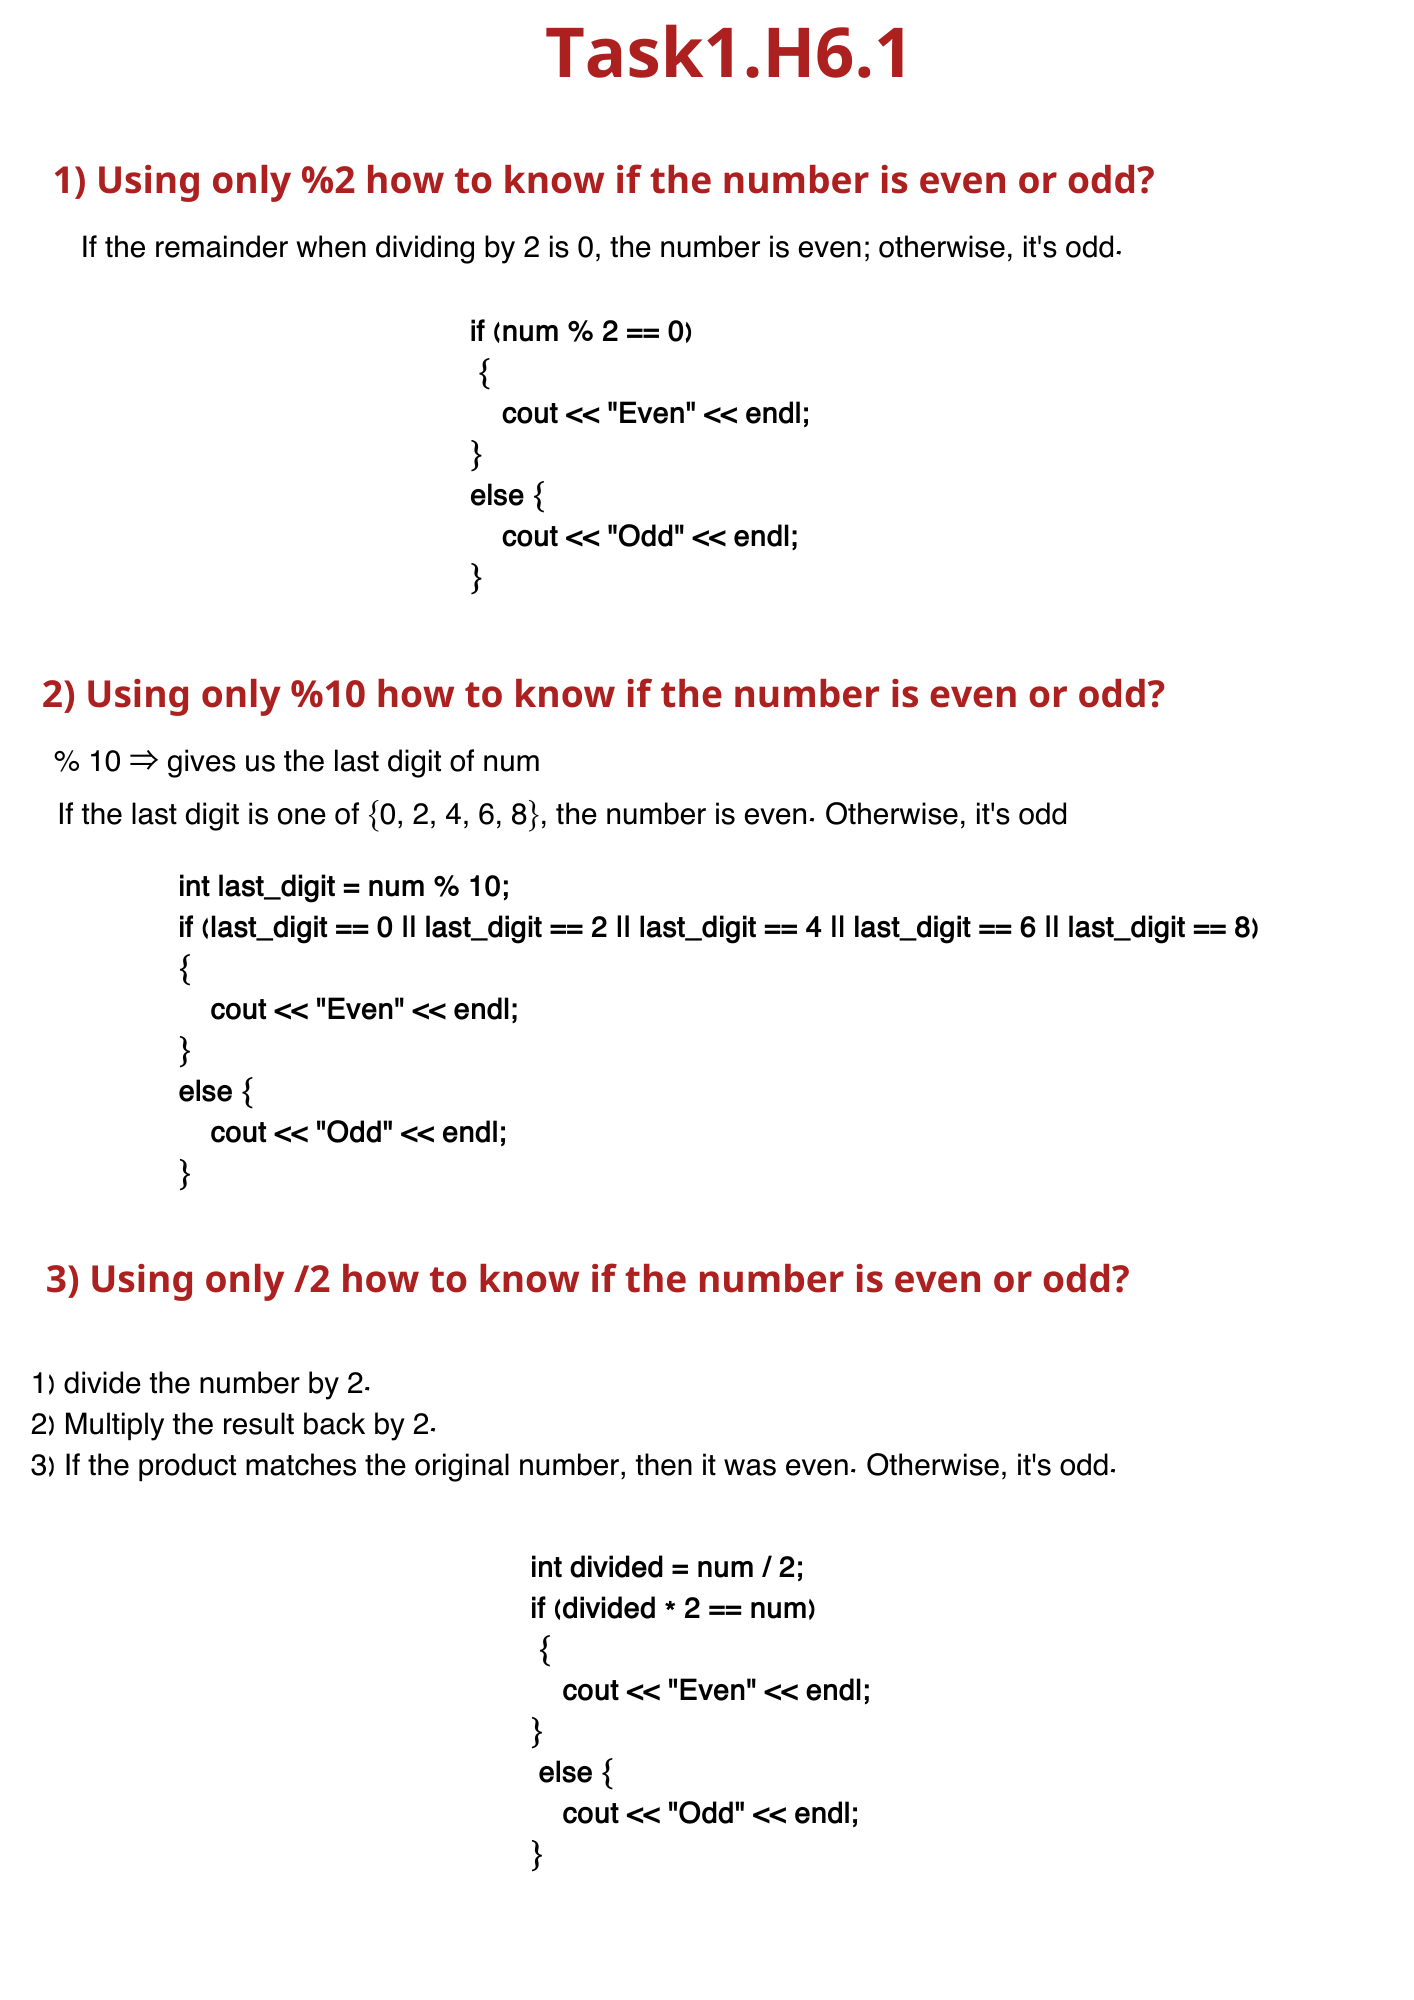 Task1.H6.1
1) Using only %2 how to know if the number is even or odd?
If the remainder when dividing by 2 is 0, the number is even; otherwise, it's odd.
if (num % 2 == 0)
{
cout << "Even" << endl;
}
else {
cout << "Odd" << endl;
}
2) Using only %10 how to know if the number is even or odd?
% 10 ⇒ gives us the last digit of num
If the last digit is one of {0, 2, 4, 6, 8}, the number is even. Otherwise, it's odd
int last_digit = num % 10;
if (last_digit == 0 || last_digit == 2 || last_digit == 4 || last_digit == 6 || last_digit == 8)
{
cout << "Even" << endl;
}
else {
cout << "Odd" << endl;
}
3) Using only /2 how to know if the number is even or odd?
1) divide the number by 2.
2) Multiply the result back by 2.
3) If the product matches the original number, then it was even. Otherwise, it's odd.
int divided = num / 2;
if (divided * 2 == num)
{
cout << "Even" << endl;
}
else {
cout << "Odd" << endl;
}